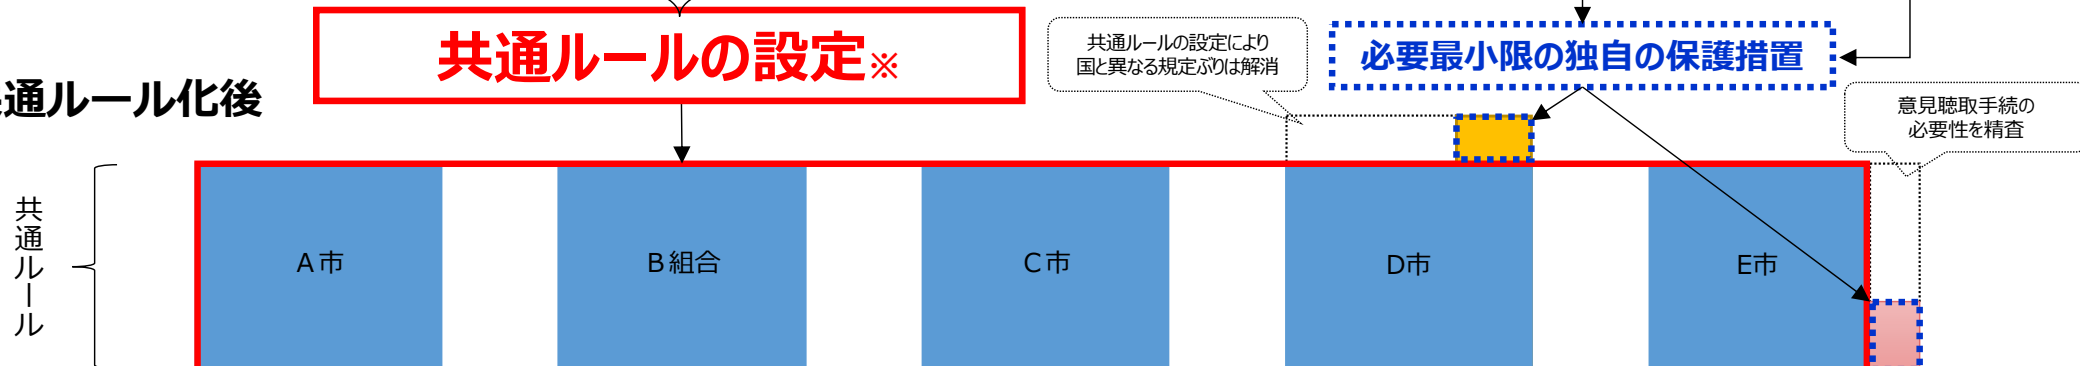 共通ルールの設定※
共通ルールの設定により
国と異なる規定ぶりは解消
必要最小限の独自の保護措置
通ルール化後
意見聴取手続の
必要性を精査
共通ルール
A市
B組合
C市
D市
E市